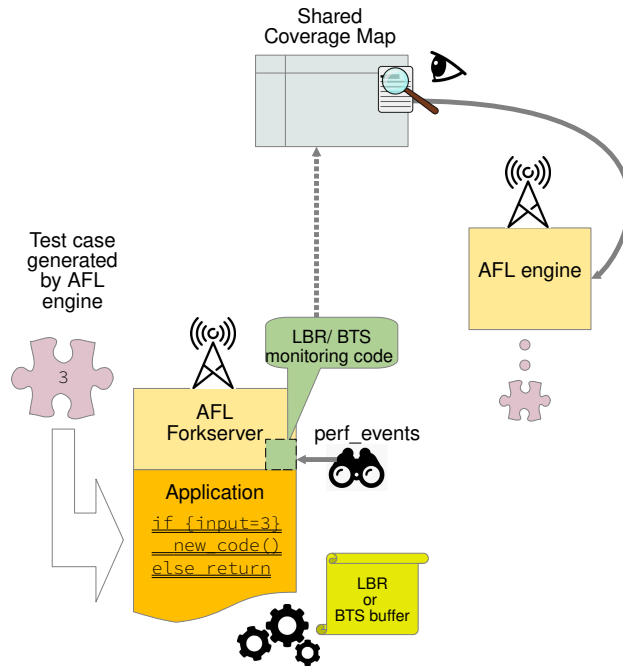 Shared
Coverage Map
Test case
generated
by AFL
engine
3
AFL engine
LBR/ BTS
monitoring code
AFL
Forkserver
perf_events
Application
if {input=3}
new_code()
else return
LBR
or
BTS buffer